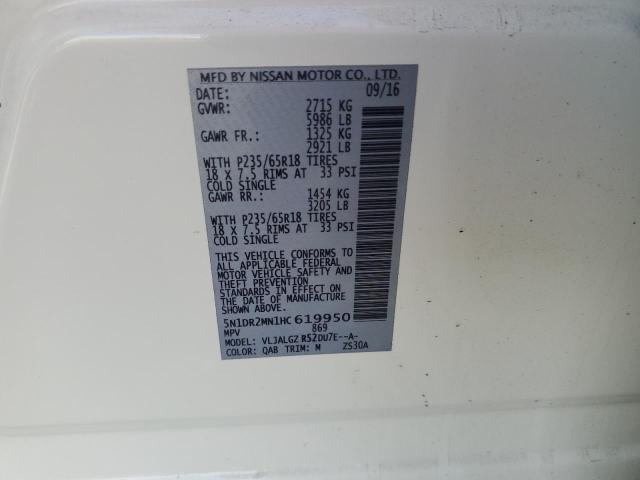 MFD BY NISSAN MOTOR CO., LTD.
DATE: 09/16
GVWR: 2715 KG
5986 LB
GAWR FR.: 1325 KG
2921 LB
WITH P235/65R18 TIRES
18 X 7.5 RIMS AT 33 PSI
COLD SINGLE
GAWR RR.: 1454 KG
3205 LB
WITH P235/65R18 TIRES
18 X 7.5 RIMS AT 33 PSI
COLD SINGLE
THIS VEHICLE CONFORMS TO
ALL APPLICABLE FEDERAL
MOTOR VEHICLE SAFETY AND
THEFT PREVENTION
STANDARDS IN EFFECT ON
THE DATE OF MANUFACTURE
SHOWN ABOVE.
5N1DR2MN1HC 619950
MPV 869
MODEL: VLJALGZ R52DU7E--A-
COLOR: QAB TRIM: M ZS30A